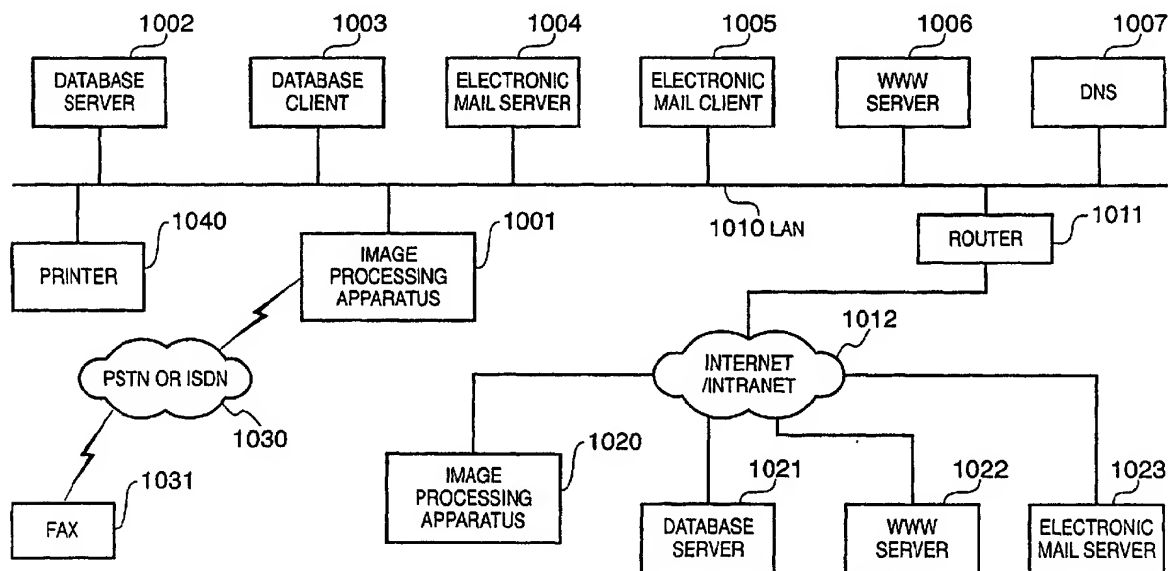 1002
1003
1004
1005
1006
1007
DATABASE
SERVER
DATABASE
CLIENT
ELECTRONIC
MAIL SERVER
ELECTRONIC
MAIL CLIENT
WWW
SERVER
DNS
1010 LAN
1040
PRINTER
1001
IMAGE
PROCESSING
APPARATUS
1011
ROUTER
1012
INTERNET
/INTRANET
PSTN OR ISDN
1030
1031
FAX
1020
IMAGE
PROCESSING
APPARATUS
1021
DATABASE
SERVER
1022
WWW
SERVER
1023
ELECTRONIC
MAIL SERVER